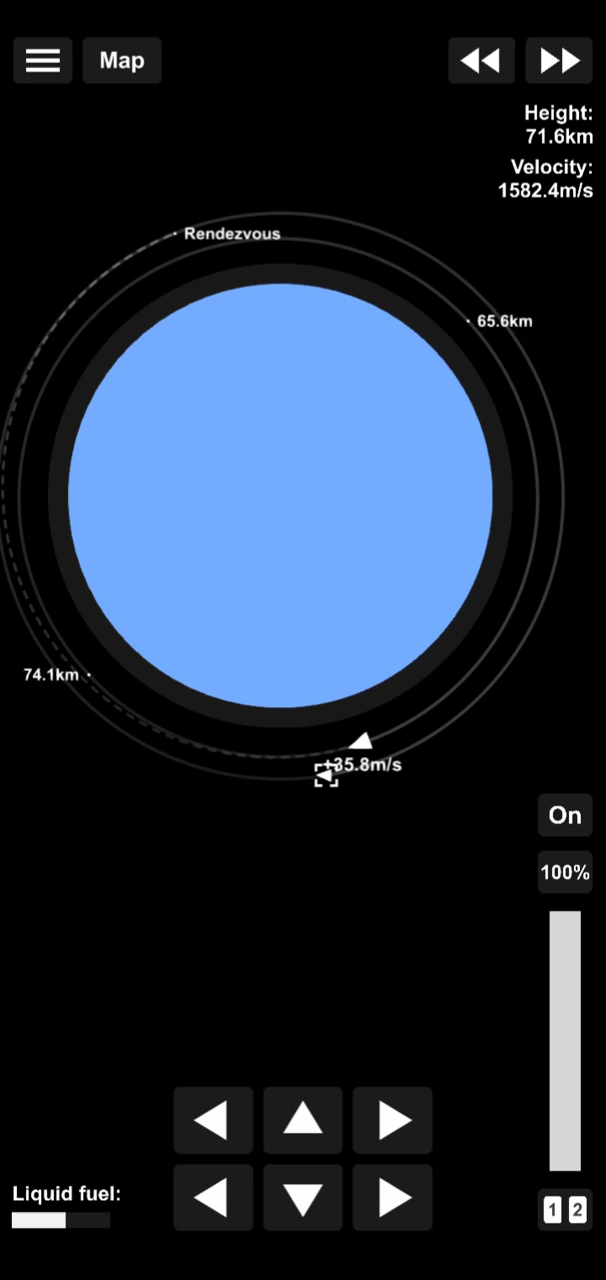 Map
Height:
71.6km
Velocity:
1582.4m/s
Rendezvous
65.6km
74.1km
+35.8m/s
On
100%
Liquid fuel:
1 2